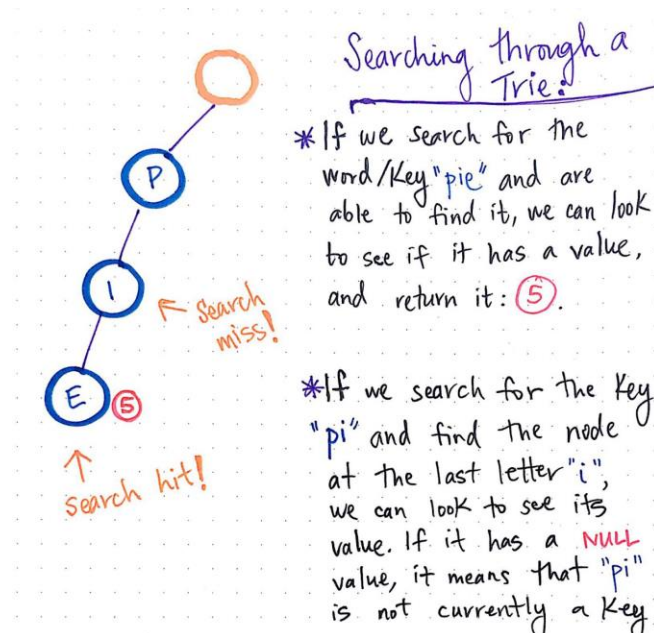 Searching through a
Trie:
*If we search for the
word/Key "pie" and are
able to find it, we can look
to see if it has a value,
and return it: 5.
*If we search for the Key
"pi" and find the node
at the last letter "i",
we can look to see its
value. If it has a NULL
value, it means that "pi"
is not currently a Key
P
I
← Search
miss!
E
5
↑
Search hit!